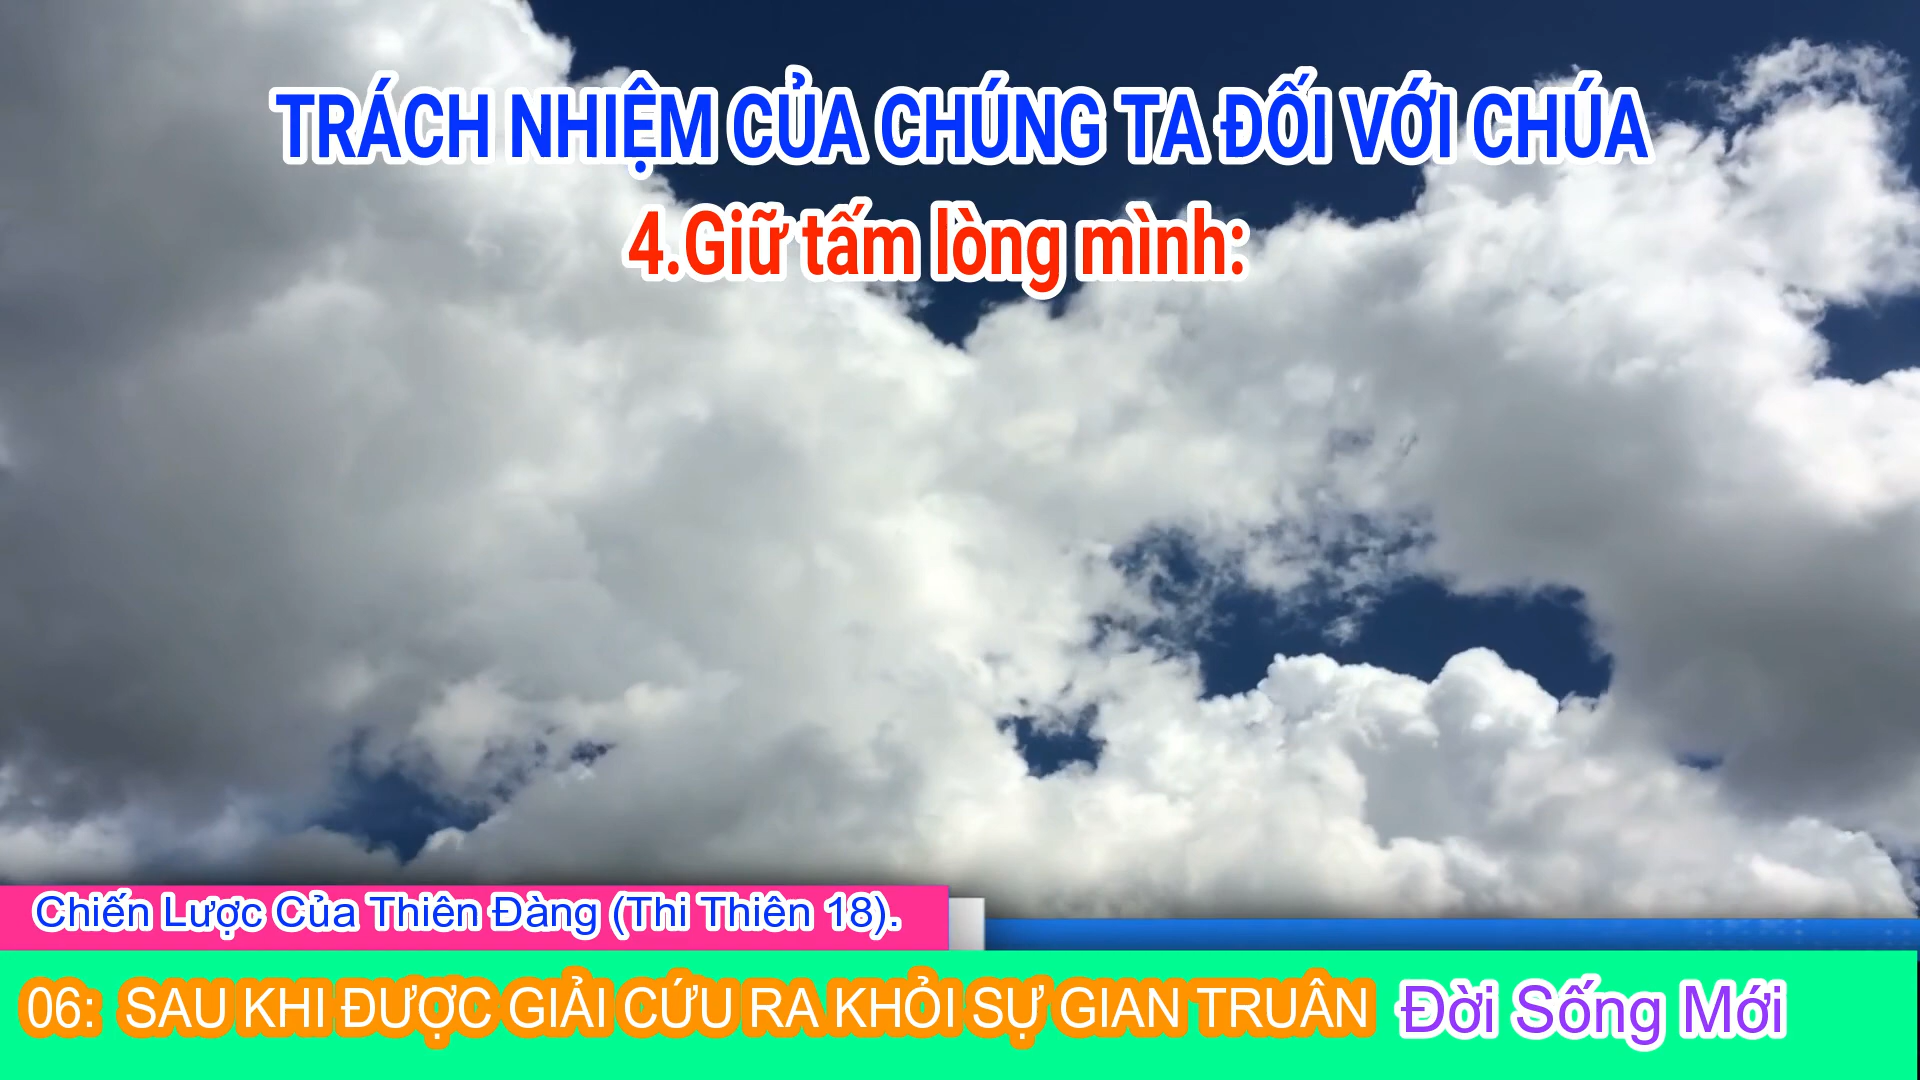 TRÁCH NHIỆM CỦA CHÚNG TA ĐỐI VỚI CHÚA
4.Giữ tấm lòng mình:
Chiến Lược Của Thiên Đàng (Thi Thiên 18).
06: SAU KHI ĐƯỢC GIẢI CỨU RA KHỎI SỰ GIAN TRUÂN Đời Sống Mới